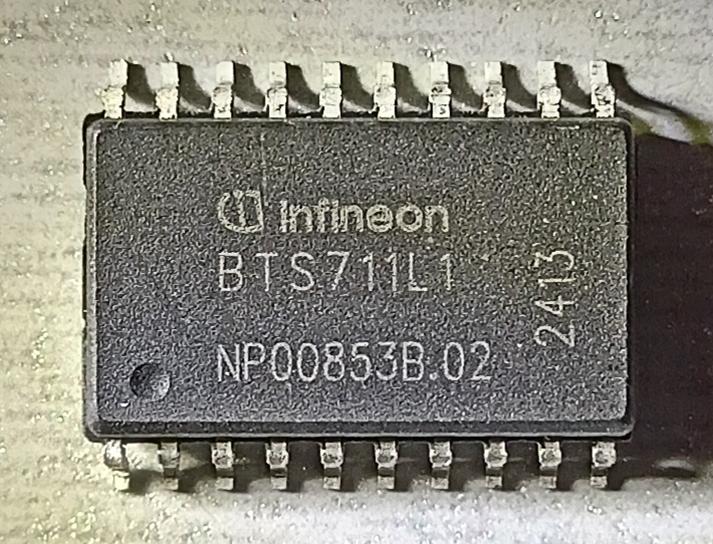 Infineon
BTS711L1
2413
NP00853B.02